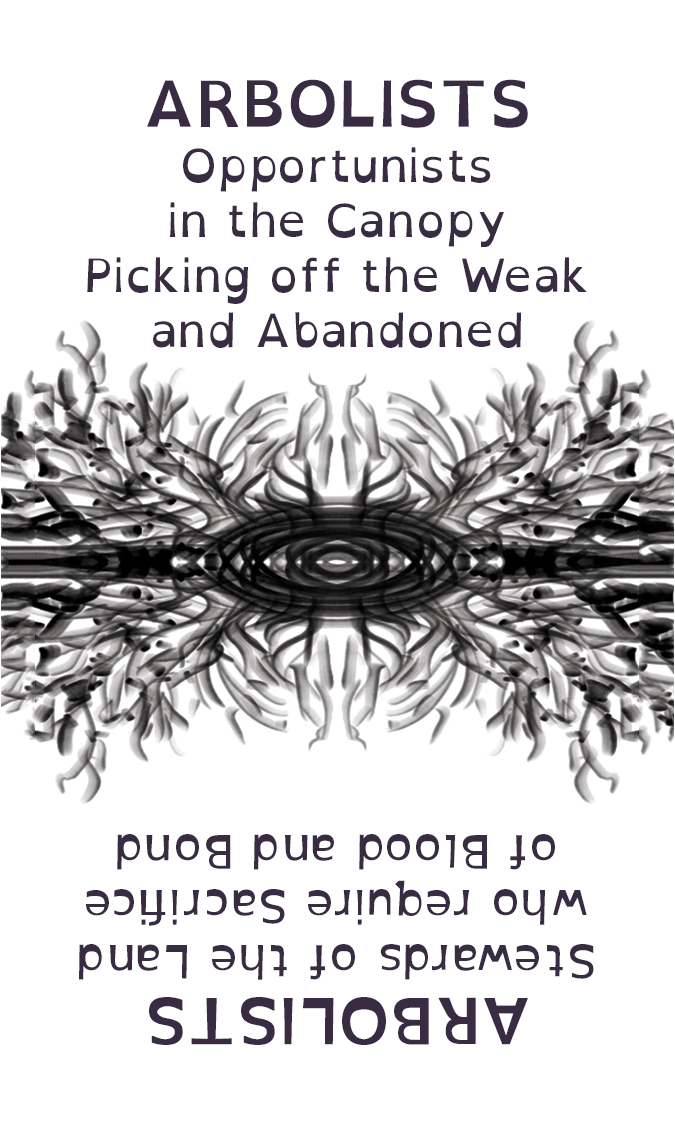 ARBOLISTS
Opportunists
in the Canopy
Picking off the Weak
and Abandoned
ARBOLISTS
Stewards of the Land
who require Sacrifice
of Blood and Bond